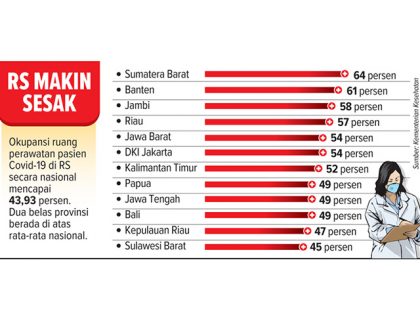 RS MAKIN
SESAK
Okupansi ruang
perawatan pasien
Covid-19 di RS
secara nasional
mencapai
43,93 persen.
Dua belas provinsi
berada di atas
rata-rata nasional.
• Sumatera Barat 64 persen
• Banten 61 persen
• Jambi 58 persen
• Riau 57 persen
• Jawa Barat 54 persen
• DKI Jakarta 54 persen
• Kalimantan Timur 52 persen
• Papua 49 persen
• Jawa Tengah 49 persen
• Bali 49 persen
• Kepulauan Riau 47 persen
• Sulawesi Barat 45 persen
Sumber: Kementerian Kesehatan